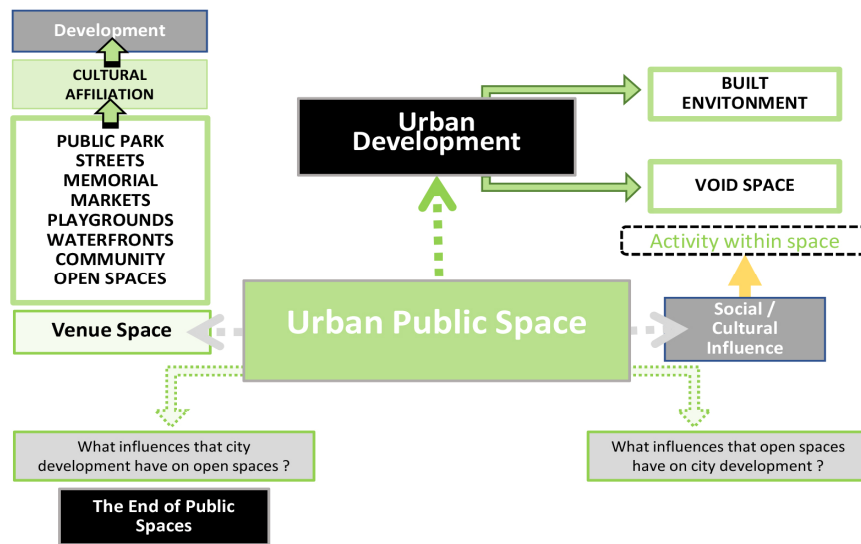 Development
CULTURAL
AFFILIATION
PUBLIC PARK
STREETS
MEMORIAL
MARKETS
PLAYGROUNDS
WATERFRONTS
COMMUNITY
OPEN SPACES
Venue Space
Urban
Development
BUILT
ENVITONMENT
VOID SPACE
Activity within space
Urban Public Space
Social /
Cultural
Influence
What influences that city
development have on open spaces ?
The End of Public
Spaces
What influences that open spaces
have on city development ?